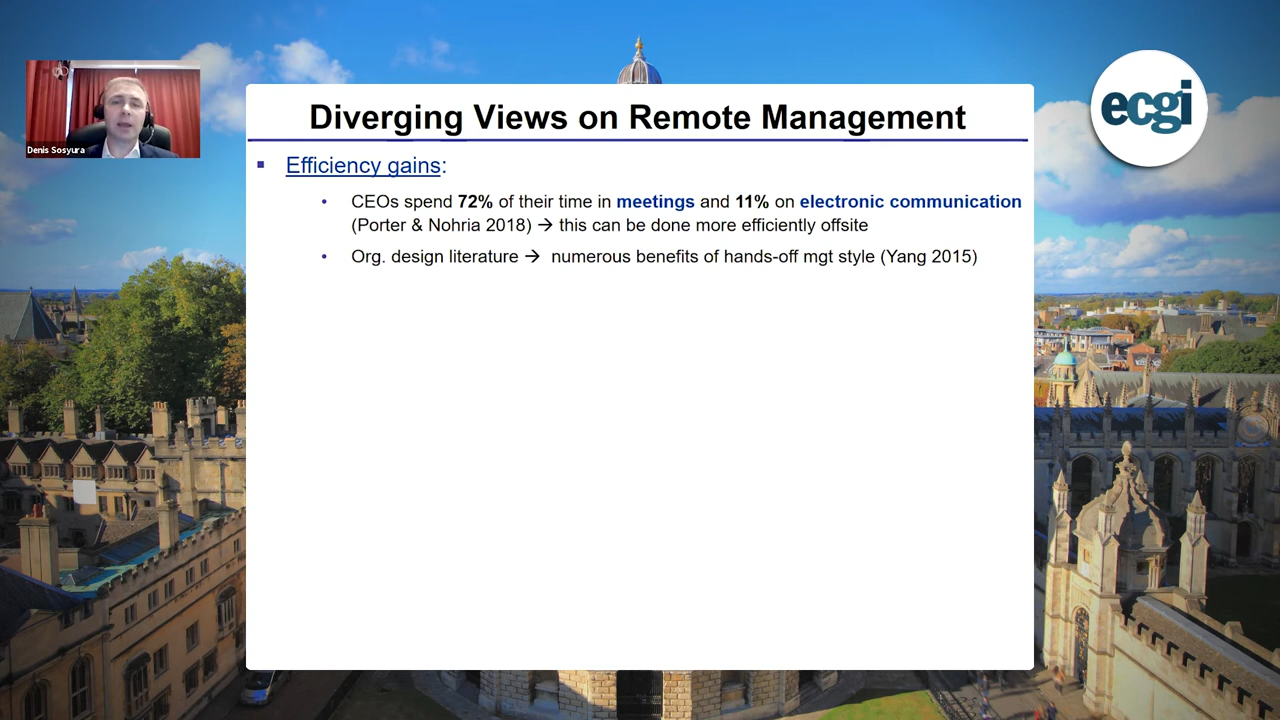 Diverging Views on Remote Management
ecgi
Denis Sosyura
▪ Efficiency gains:
• CEOs spend 72% of their time in meetings and 11% on electronic communication
(Porter & Nohria 2018) → this can be done more efficiently offsite
• Org. design literature → numerous benefits of hands-off mgt style (Yang 2015)